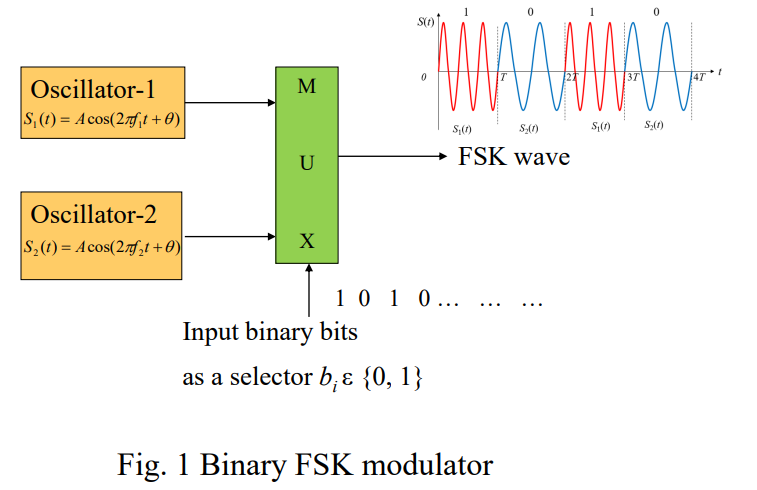 1 0 1 0
S(t)
0 T 2T 3T 4T t
S₁(t) S₂(t) S₁(t) S₂(t)
Oscillator-1
S₁(t) = A cos(2πf₁t + θ)
M
U
X
FSK wave
Oscillator-2
S₂(t) = A cos(2πf₂t + θ)
1 0 1 0 … … …
Input binary bits
as a selector bᵢ ε {0, 1}
Fig. 1 Binary FSK modulator